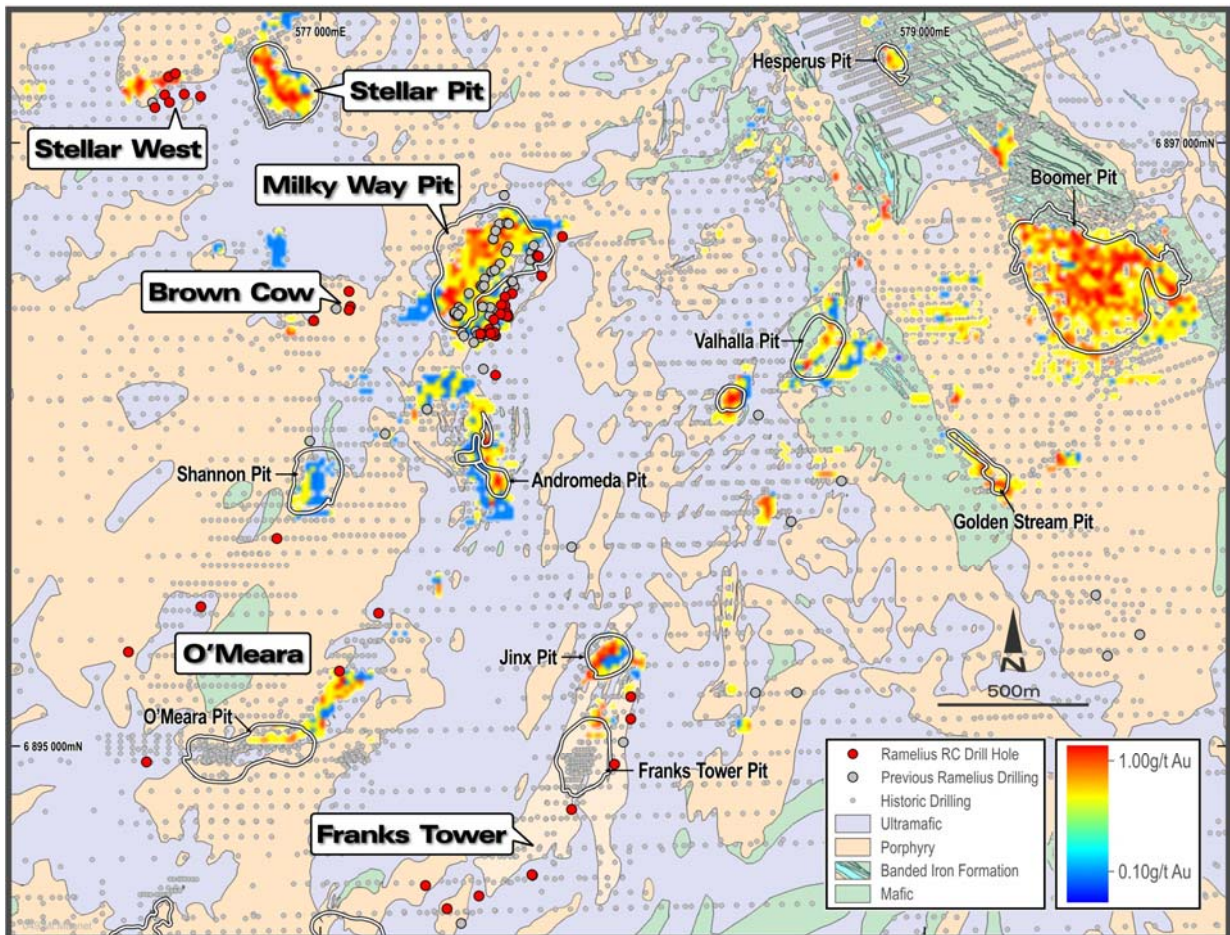 577 000mE
579 000mE
Hesperus Pit
Stellar Pit
Stellar West
6 897 000mN
Boomer Pit
Milky Way Pit
Brown Cow
Valhalla Pit
Shannon Pit
Andromeda Pit
Golden Stream Pit
O'Meara
Jinx Pit
N
500m
O'Meara Pit
6 895 000mN
Franks Tower Pit
Franks Tower
Ramelius RC Drill Hole
Previous Ramelius Drilling
Historic Drilling
Ultramafic
Porphyry
Banded Iron Formation
Mafic
1.00g/t Au
0.10g/t Au